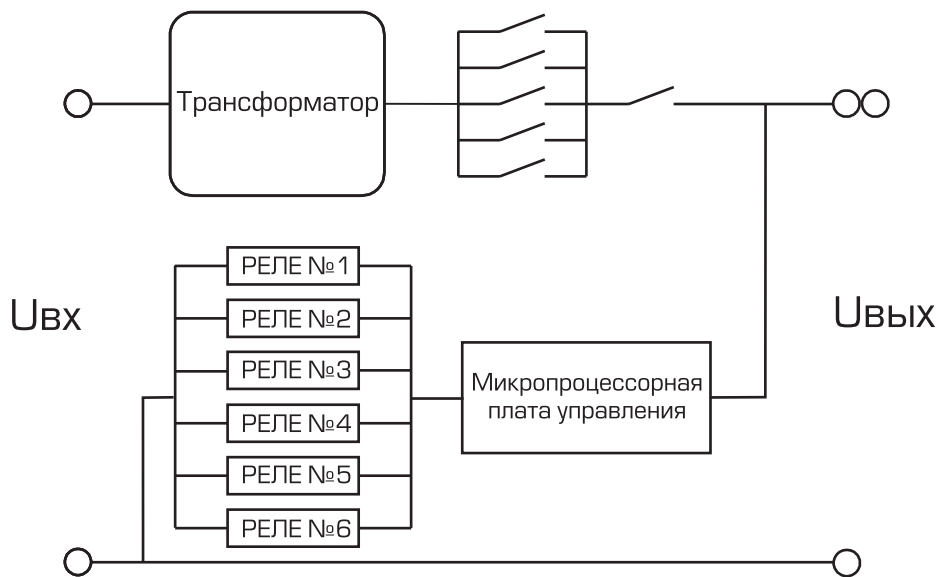 Трансформатор
РЕЛЕ №1
РЕЛЕ №2
РЕЛЕ №3
РЕЛЕ №4
РЕЛЕ №5
РЕЛЕ №6
Uвх
Uвых
Микропроцессорная
плата управления